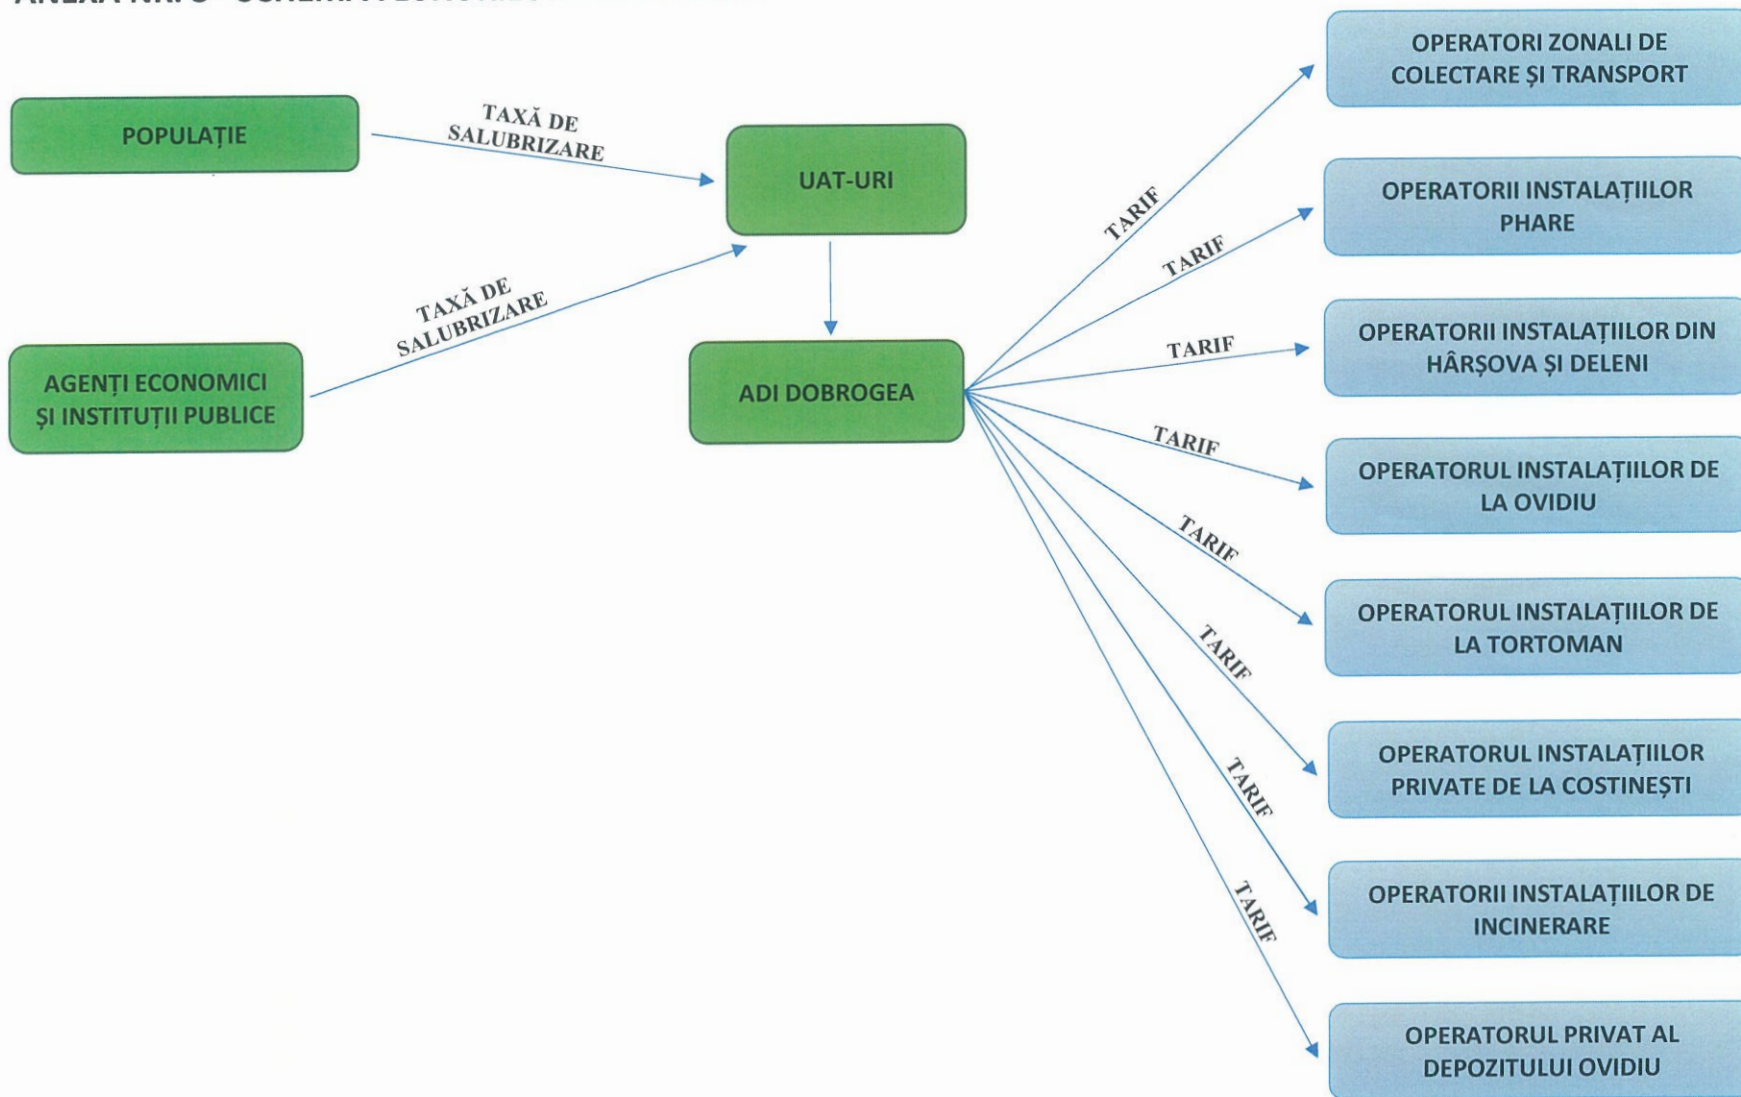 POPULAȚIE
TAXĂ DE
SALUBRIZARE
UAT-URI
AGENȚI ECONOMICI
ȘI INSTITUȚII PUBLICE
TAXĂ DE
SALUBRIZARE
ADI DOBROGEA
TARIF
OPERATORI ZONALI DE
COLECTARE ȘI TRANSPORT
TARIF
OPERATORII INSTALAȚIILOR
PHARE
TARIF
OPERATORII INSTALAȚIILOR DIN
HÂRȘOVA ȘI DELENI
TARIF
OPERATORUL INSTALAȚIILOR DE
LA OVIDIU
TARIF
OPERATORUL INSTALAȚIILOR DE
LA TORTOMAN
TARIF
OPERATORUL INSTALAȚIILOR
PRIVATE DE LA COSTINEȘTI
TARIF
OPERATORII INSTALAȚIILOR DE
INCINERARE
TARIF
OPERATORUL PRIVAT AL
DEPOZITULUI OVIDIU